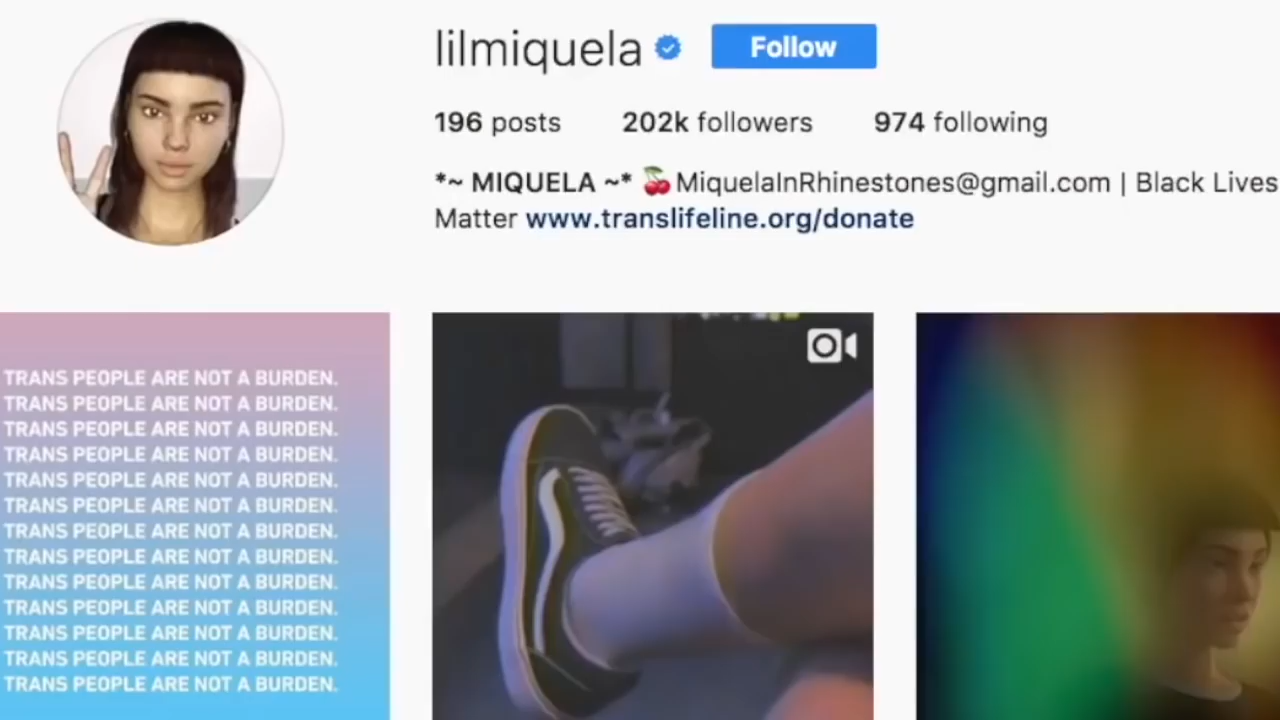 lilmiquela Follow
196 posts 202k followers 974 following
*~ MIQUELA ~* 🍒MiquelaInRhinestones@gmail.com | Black Lives
Matter www.translifeline.org/donate
TRANS PEOPLE ARE NOT A BURDEN.
TRANS PEOPLE ARE NOT A BURDEN.
TRANS PEOPLE ARE NOT A BURDEN.
TRANS PEOPLE ARE NOT A BURDEN.
TRANS PEOPLE ARE NOT A BURDEN.
TRANS PEOPLE ARE NOT A BURDEN.
TRANS PEOPLE ARE NOT A BURDEN.
TRANS PEOPLE ARE NOT A BURDEN.
TRANS PEOPLE ARE NOT A BURDEN.
TRANS PEOPLE ARE NOT A BURDEN.
TRANS PEOPLE ARE NOT A BURDEN.
TRANS PEOPLE ARE NOT A BURDEN.
TRANS PEOPLE ARE NOT A BURDEN.